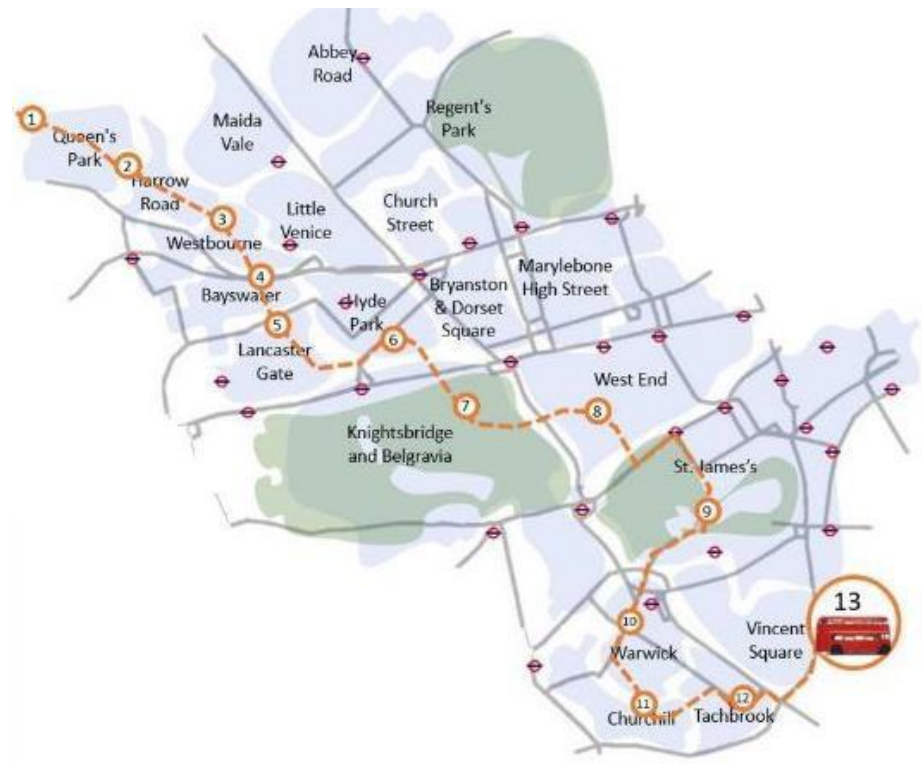 Abbey
Road
Regent's
Park
1
Queen's
Park
Maida
Vale
2
Harrow
Road
3
Little
Venice
Church
Street
Westbourne
4
Bayswater
Marylebone
High Street
Bryanston
& Dorset
Square
Hyde
Park
5
6
Lancaster
Gate
West End
7
8
Knightsbridge
and Belgravia
St. James's
9
10
Warwick
Vincent
Square
13
11
Churchill
12
Tachbrook